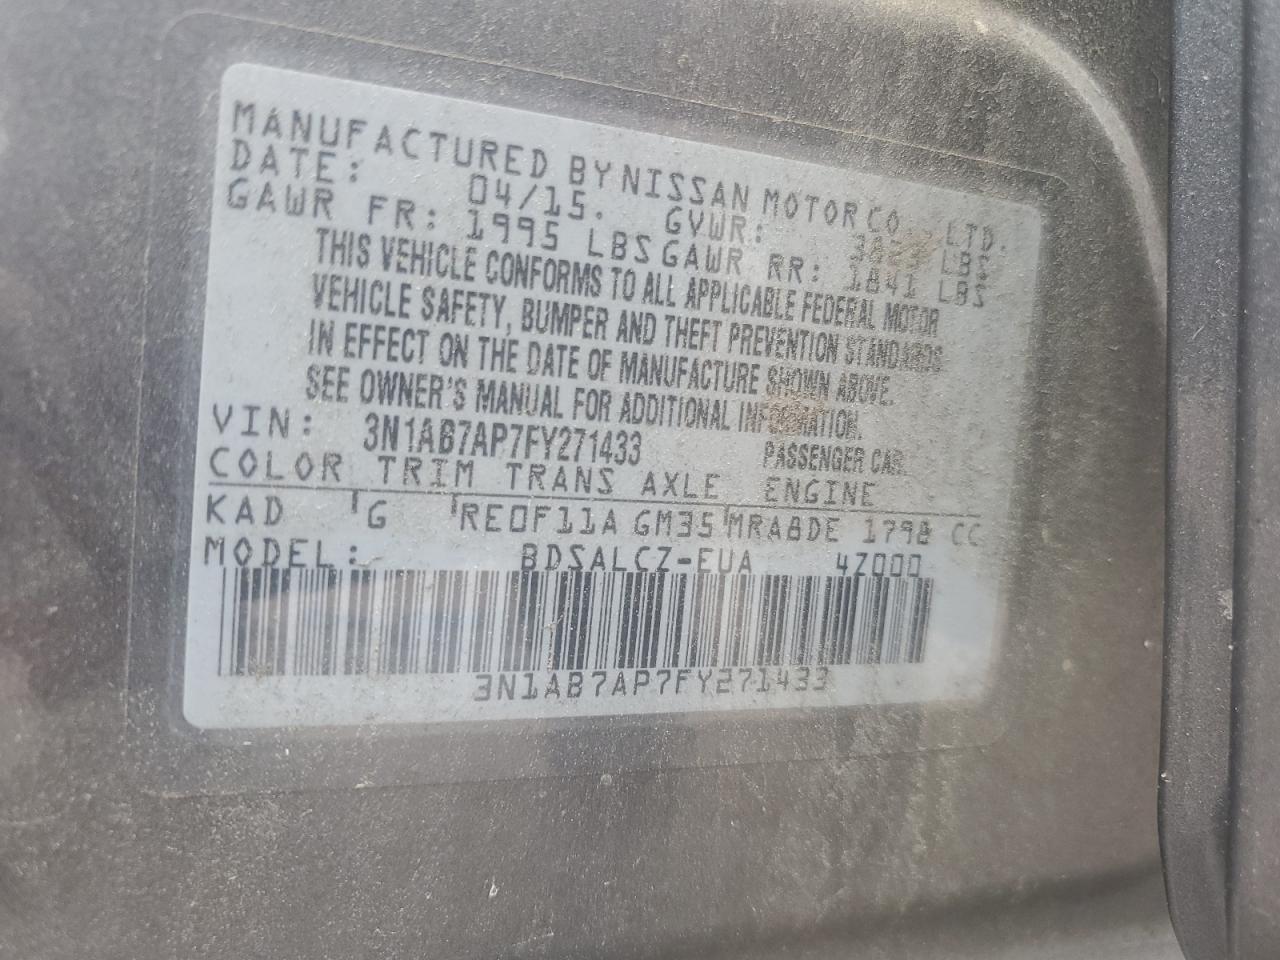 MANUFACTURED BY NISSAN MOTOR CO., LTD.
DATE: 04/15. GVWR: LBS
GAWR FR: 1995 LBS GAWR RR: 1841 LBS
THIS VEHICLE CONFORMS TO ALL APPLICABLE FEDERAL MOTOR
VEHICLE SAFETY, BUMPER AND THEFT PREVENTION STANDARDS
IN EFFECT ON THE DATE OF MANUFACTURE SHOWN ABOVE.
SEE OWNER'S MANUAL FOR ADDITIONAL INFORMATION.
VIN: 3N1AB7AP7FY271433 PASSENGER CAR
COLOR TRIM TRANS AXLE ENGINE
KAD G RE0F11A GM35 MRA8DE 1798 CC
MODEL: BDSALCZ-EUA 4Z000
3N1AB7AP7FY271433